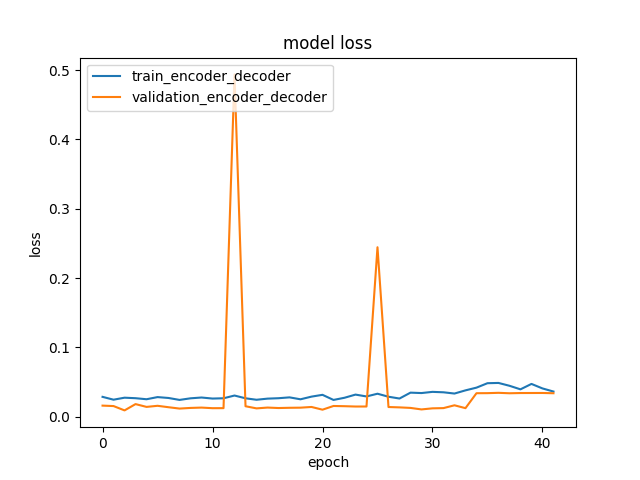 model loss
train_encoder_decoder
validation_encoder_decoder
0.5
0.4
0.3
0.2
0.1
0.0
loss
0
10
20
30
40
epoch